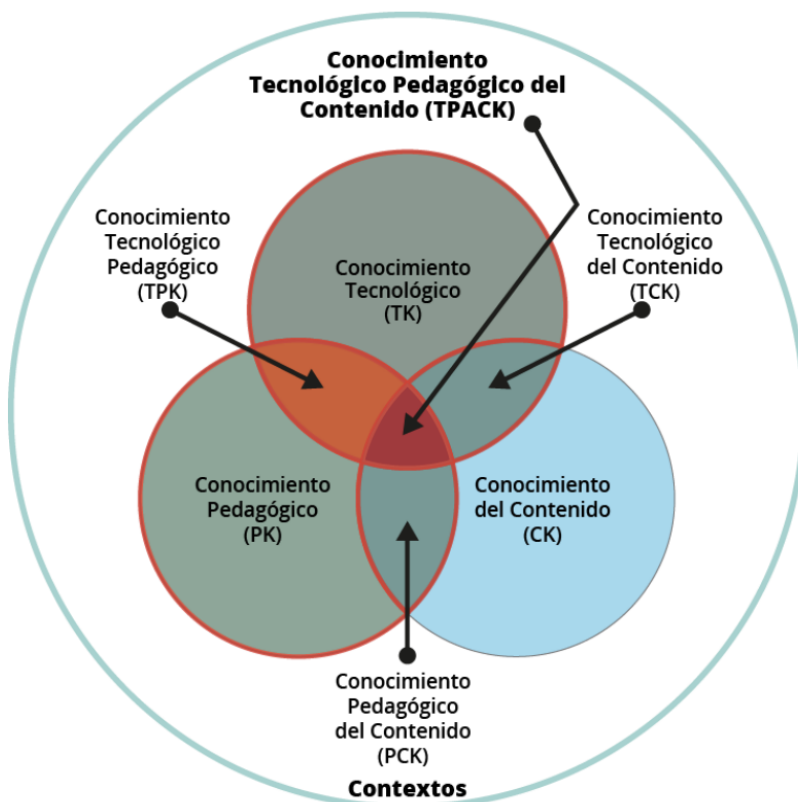 Conocimiento
Tecnológico Pedagógico del
Contenido (TPACK)
Conocimiento
Tecnológico
Pedagógico
(TPK)
Conocimiento
Tecnológico
del Contenido
(TCK)
Conocimiento
Tecnológico
(TK)
Conocimiento
Pedagógico
(PK)
Conocimiento
del Contenido
(CK)
Conocimiento
Pedagógico
del Contenido
(PCK)
Contextos